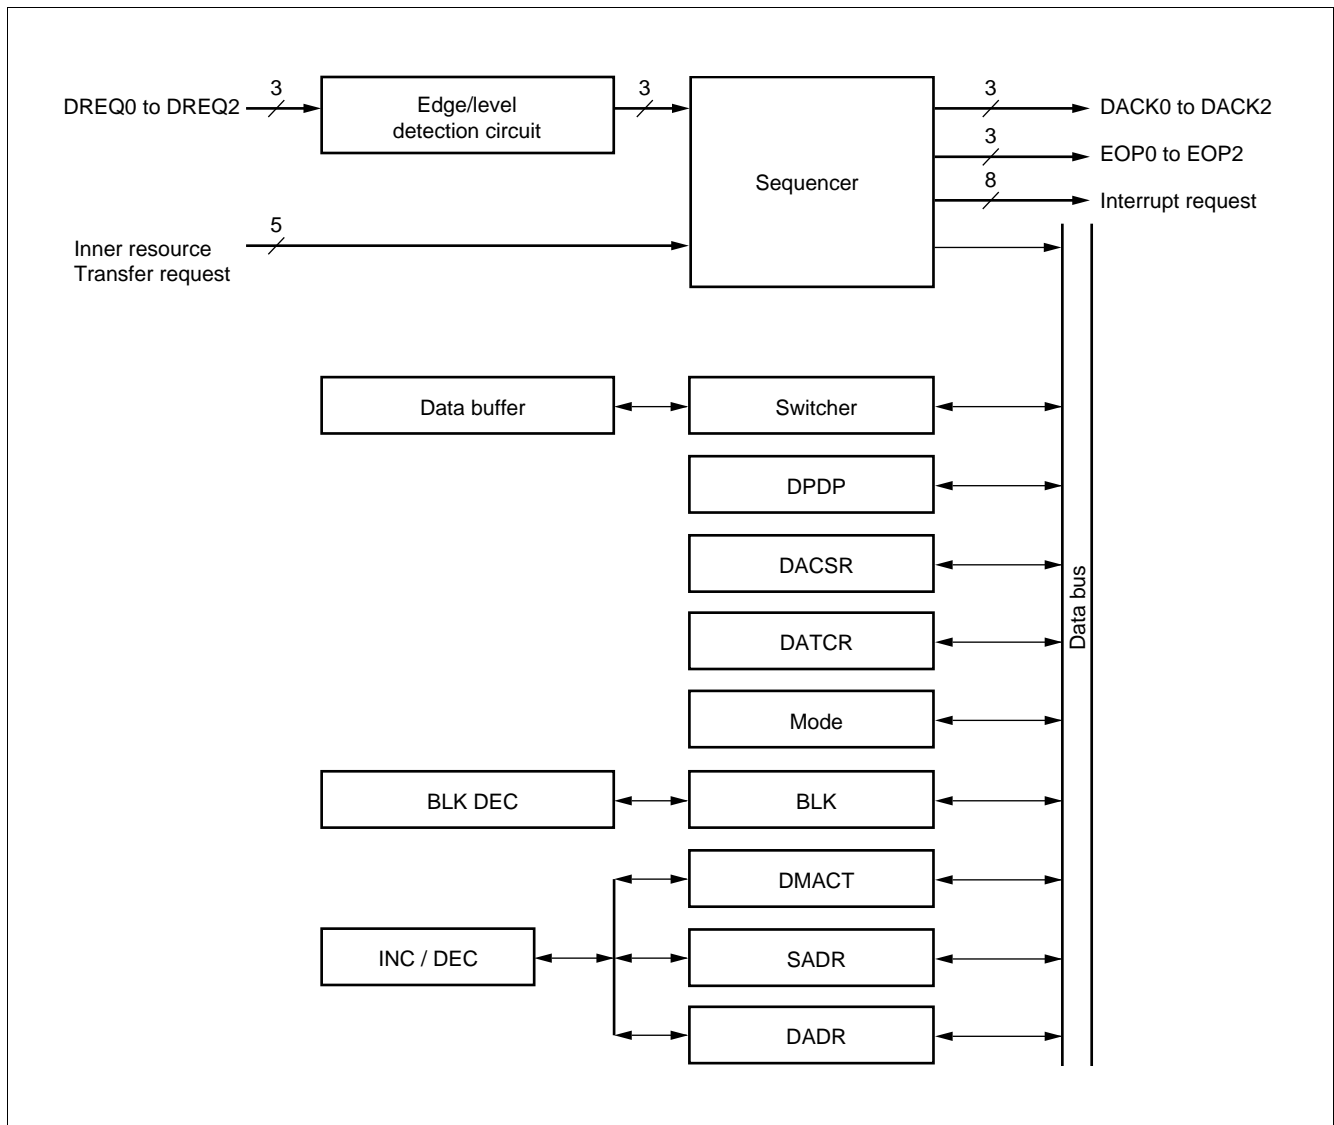 3
3
3
DREQ0 to DREQ2
Edge/level
detection circuit
DACK0 to DACK2
3
EOP0 to EOP2
Sequencer
8
Interrupt request
5
Inner resource
Transfer request
Data buffer
Switcher
DPDP
DACSR
Data bus
DATCR
Mode
BLK DEC
BLK
DMACT
INC / DEC
SADR
DADR